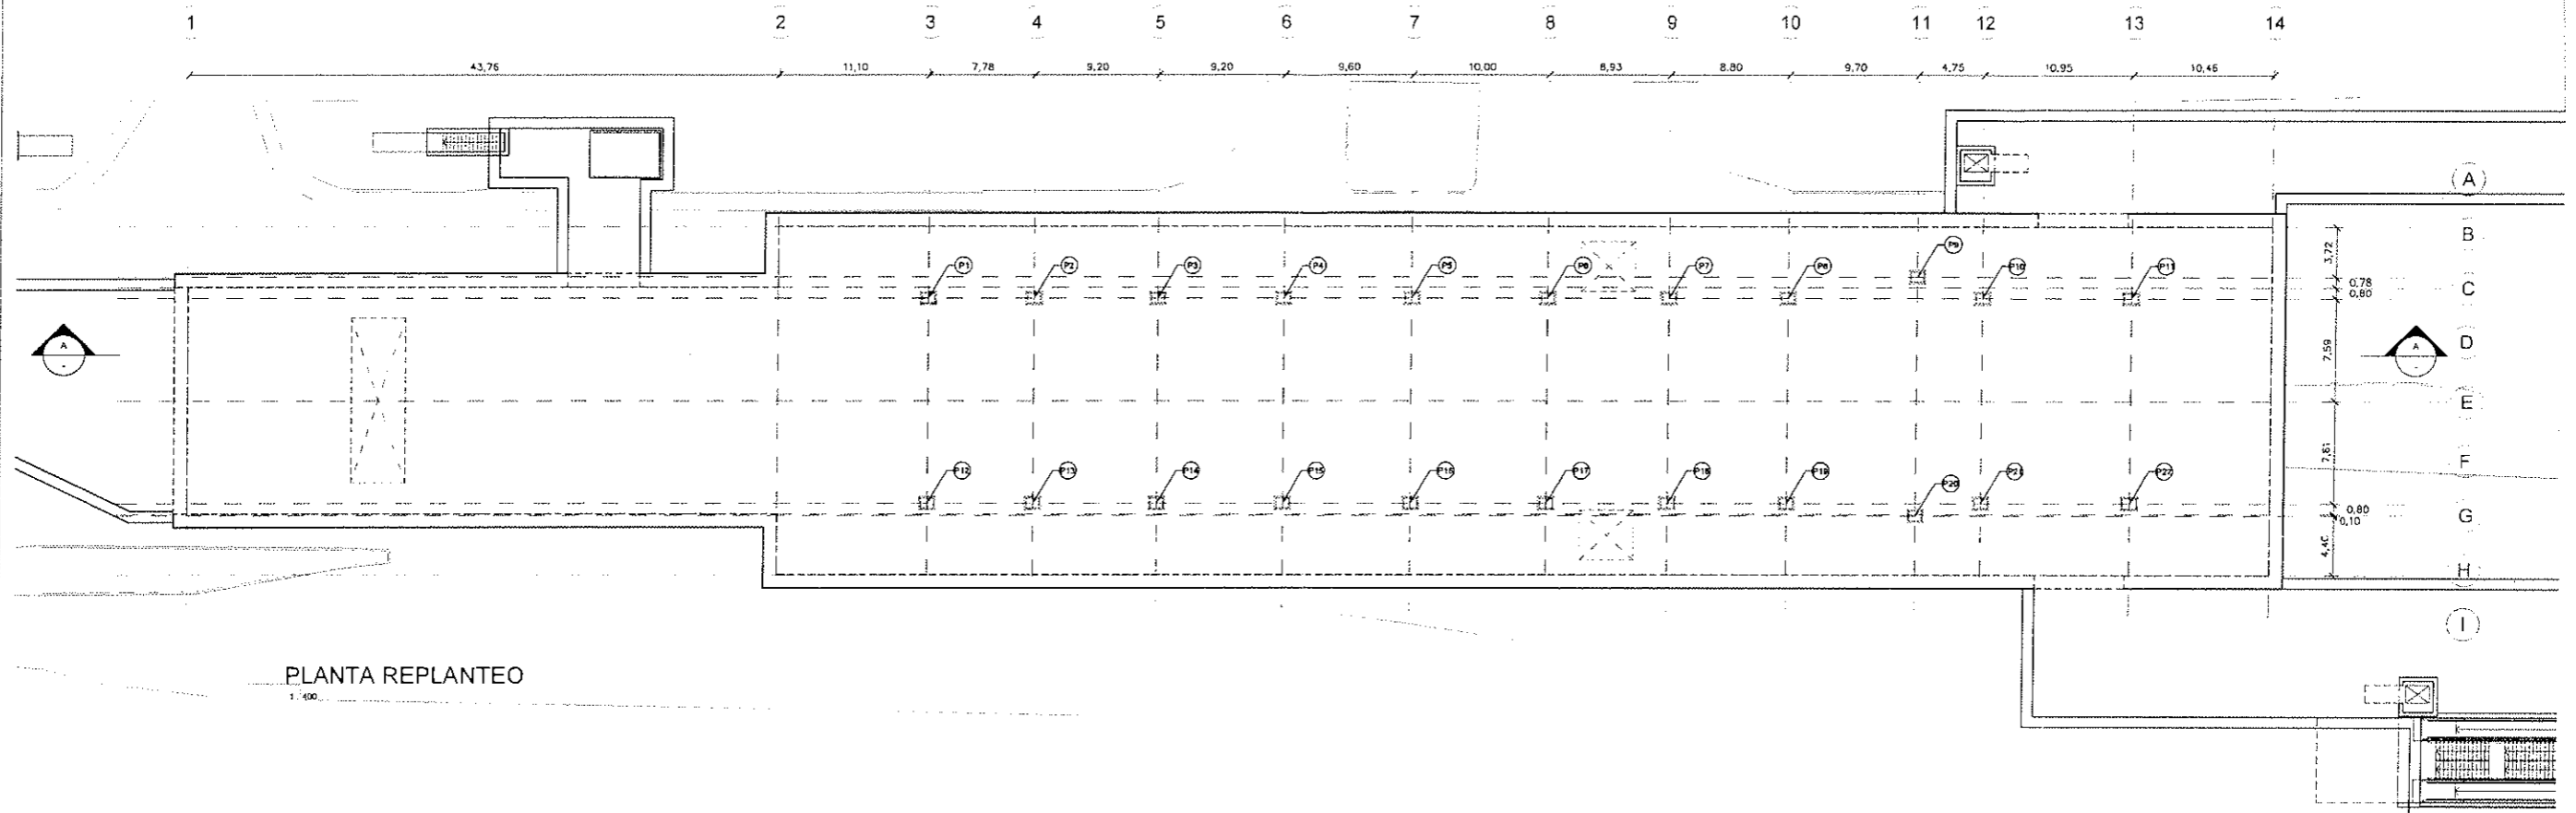 1 2 3 4 5 6 7 8 9 10 11 12 13 14
43,76 11,10 7,78 9,20 9,20 9,60 10,00 8,93 8.80 9,70 4,75 10,95 10,46
A
B
3,72
P1 P2 P3 P4 P5 P6 P7 P8 P9 P10 P11
0,78
0,80
C
A
7,59
A
D
E
7,81
F
P12 P13 P14 P15 P16 P17 P18 P19 P20 P21 P22
0,80
0,10
G
4,40
H
I
PLANTA REPLANTEO
1:400